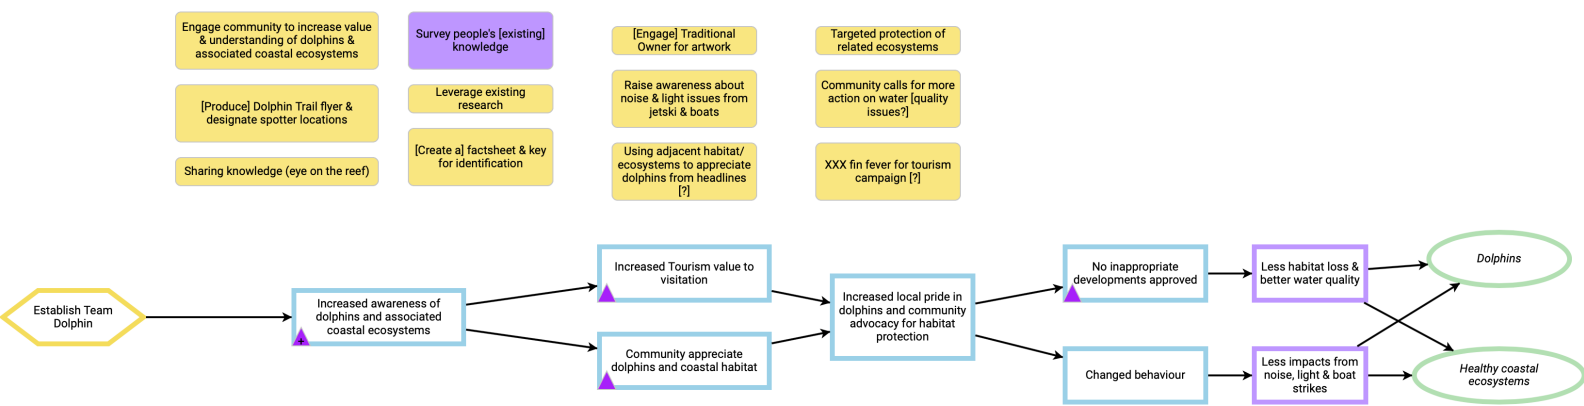 Engage community to increase value
& understanding of dolphins &
associated coastal ecosystems
Survey people's [existing]
knowledge
[Engage] Traditional
Owner for artwork
Targeted protection of
related ecosystems
[Produce] Dolphin Trail flyer &
designate spotter locations
Leverage existing
research
Raise awareness about
noise & light issues from
jetski & boats
Community calls for more
action on water [quality
issues?]
Sharing knowledge (eye on the reef)
[Create a] factsheet & key
for identification
Using adjacent habitat/
ecosystems to appreciate
dolphins from headlines
[?]
XXX fin fever for tourism
campaign [?]
Establish Team
Dolphin
Increased awareness of
dolphins and associated
coastal ecosystems
+
Increased Tourism value to
visitation
Community appreciate
dolphins and coastal habitat
Increased local pride in
dolphins and community
advocacy for habitat
protection
No inappropriate
developments approved
Changed behaviour
Less habitat loss &
better water quality
Less impacts from
noise, light & boat
strikes
Dolphins
Healthy coastal
ecosystems